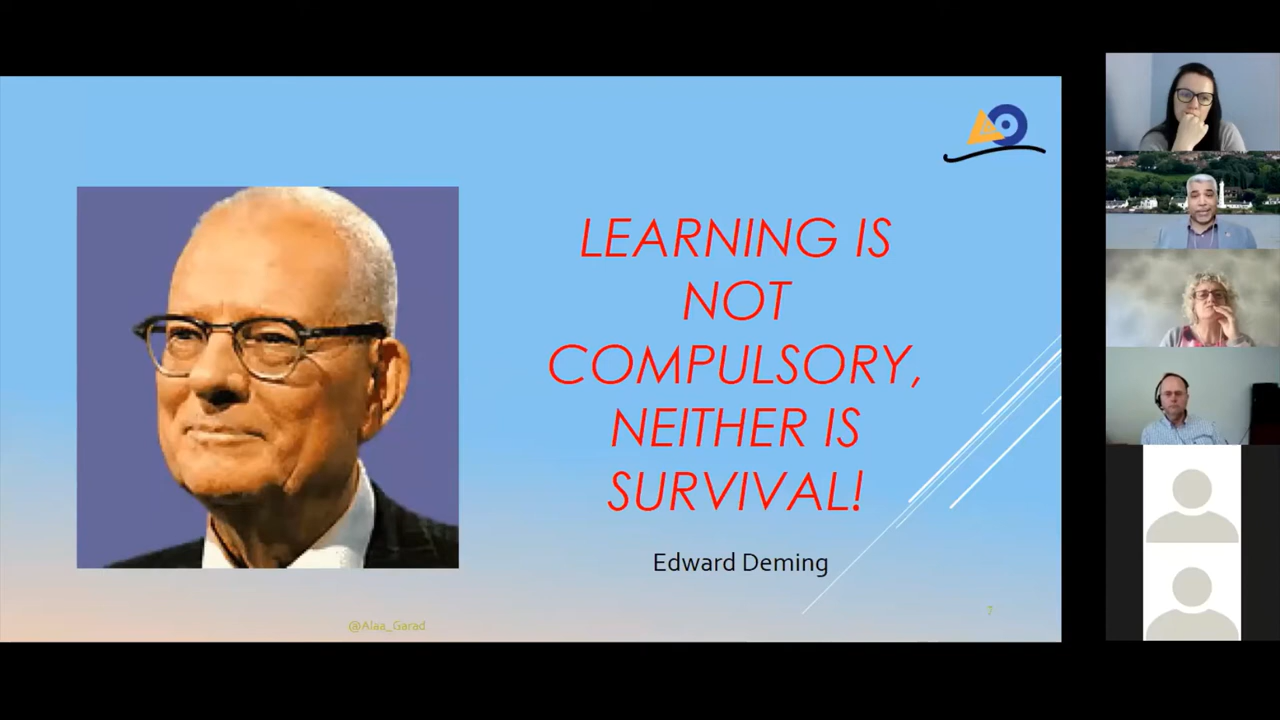 LEARNING IS
NOT
COMPULSORY,
NEITHER IS
SURVIVAL!
Edward Deming
@Alaa_Garad
7